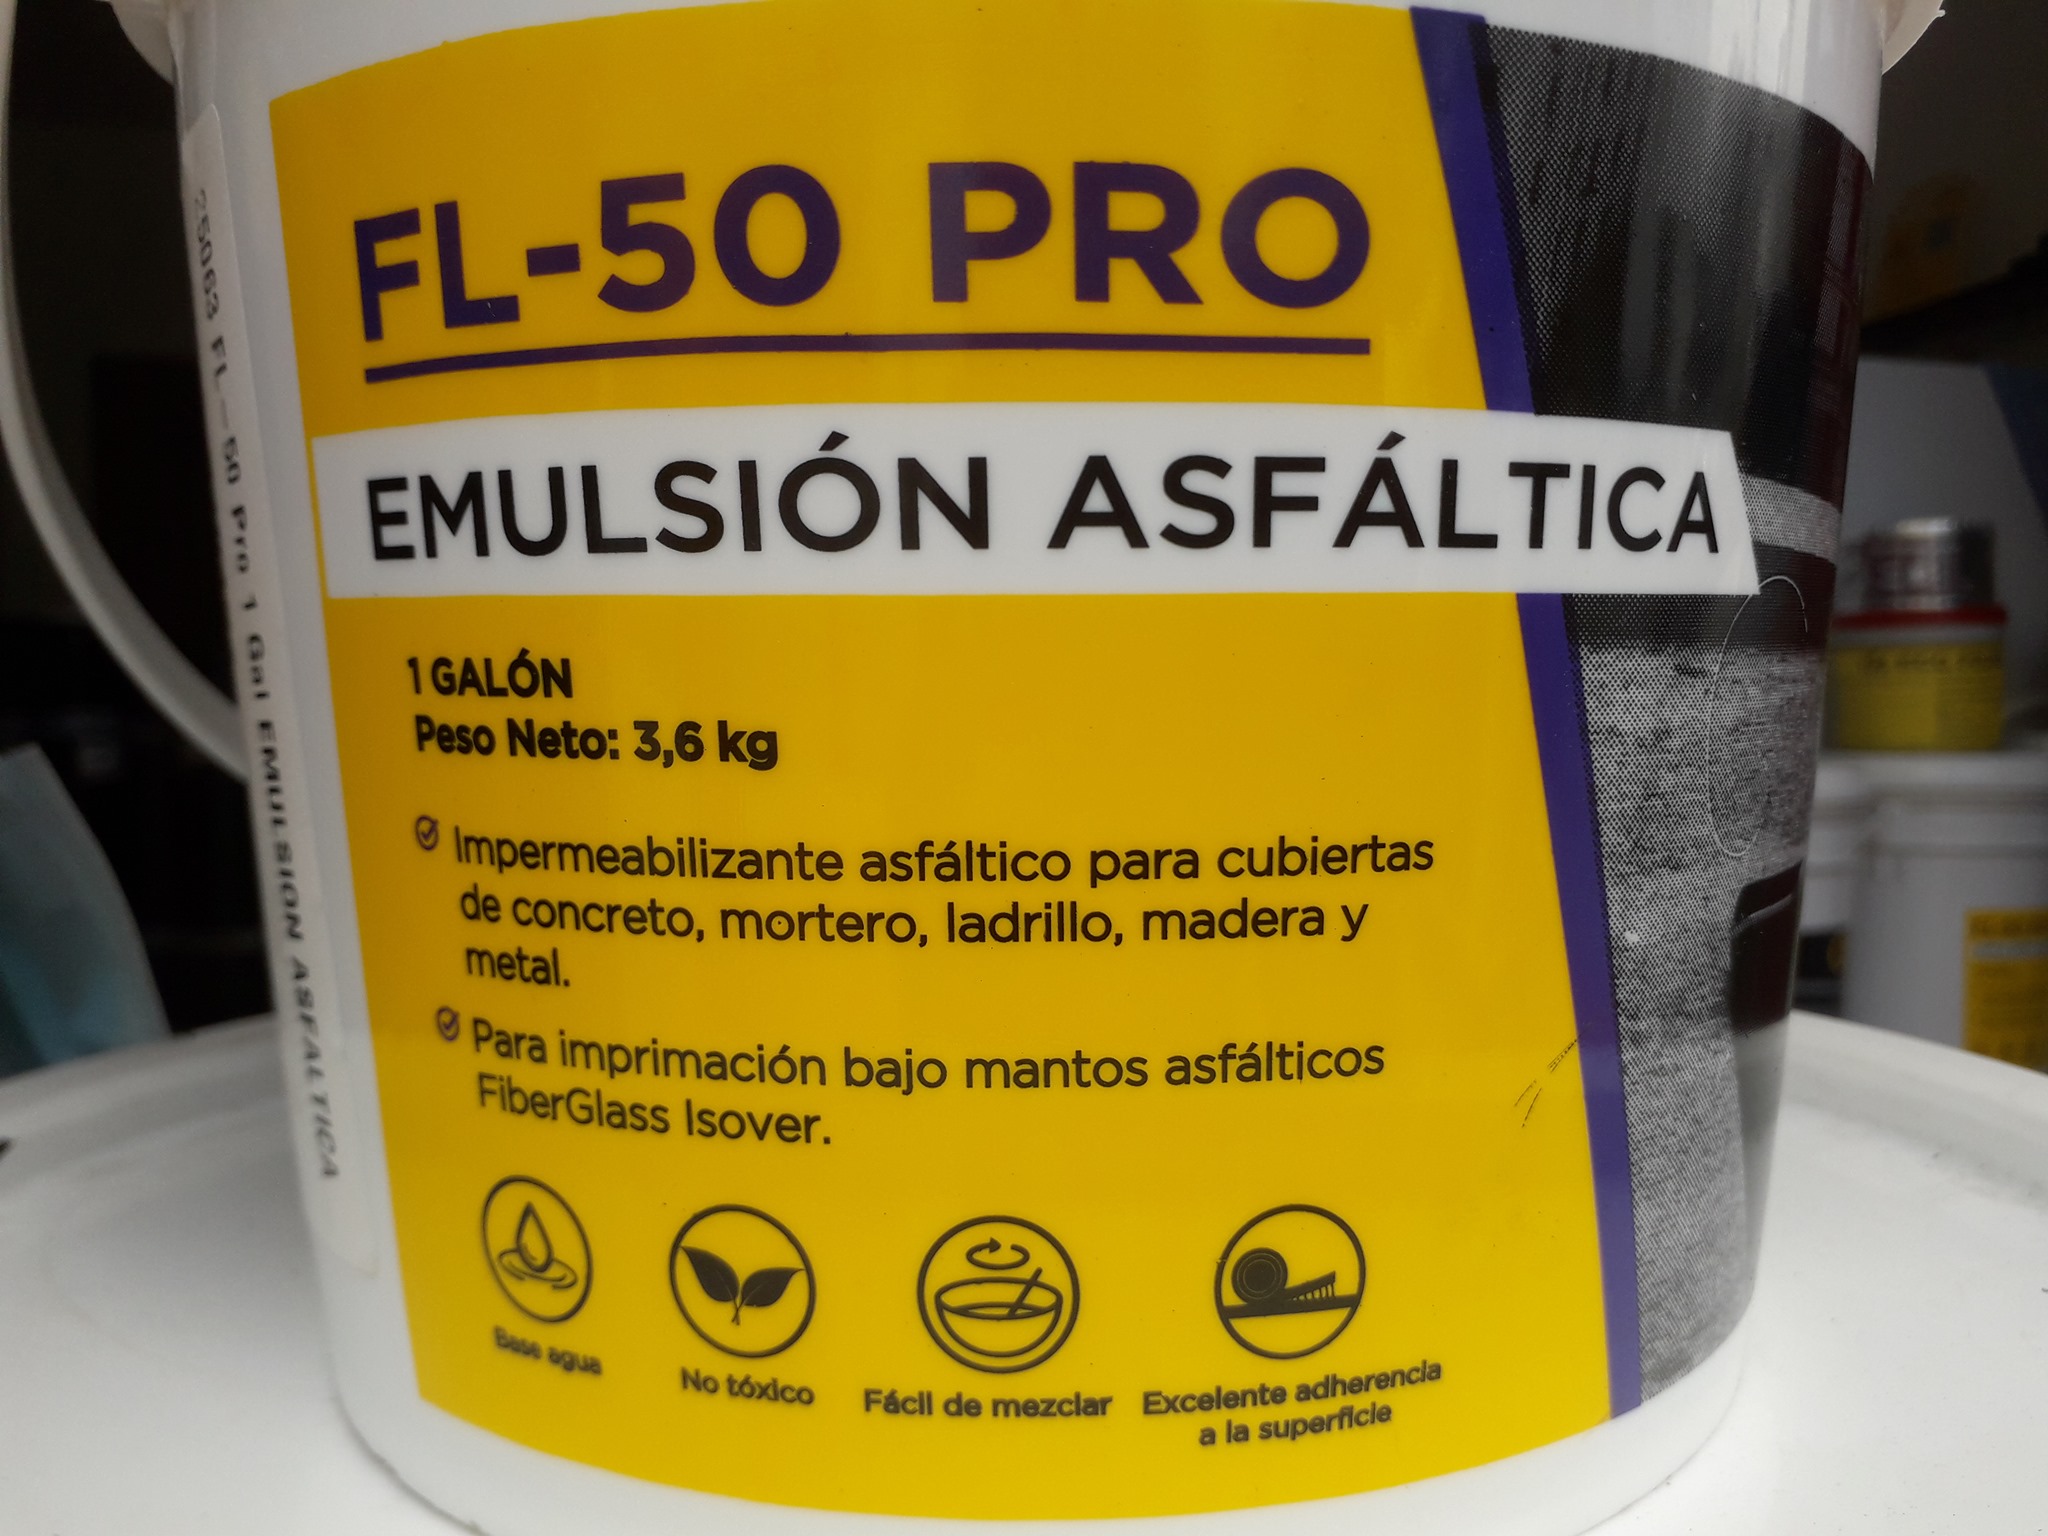 FL-50 PRO
EMULSIÓN ASFÁLTICA
1 GALÓN
Peso Neto: 3,6 kg
Impermeabilizante asfáltico para cubiertas
de concreto, mortero, ladrillo, madera y
metal.
Para imprimación bajo mantos asfálticos
FiberGlass Isover.
Base agua
No tóxico
Fácil de mezclar
Excelente adherencia
a la superficie
25063 FL-50 Pro 1 Gal EMULSION ASFALTICA